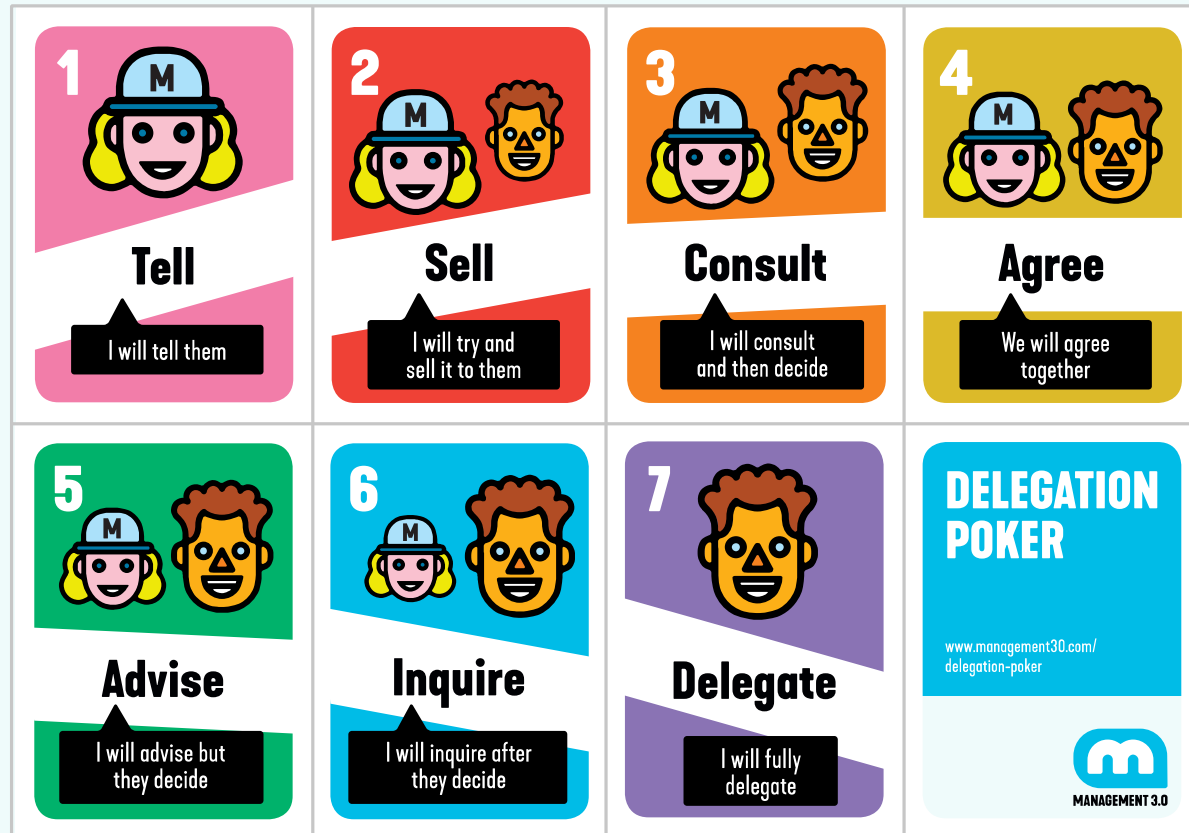 1
M
Tell
I will tell them
2
M
Sell
I will try and
sell it to them
3
M
Consult
I will consult
and then decide
4
M
Agree
We will agree
together
5
M
Advise
I will advise but
they decide
6
M
Inquire
I will inquire after
they decide
7
Delegate
I will fully
delegate
DELEGATION
POKER
www.management30.com/
delegation-poker
m
MANAGEMENT 3.0